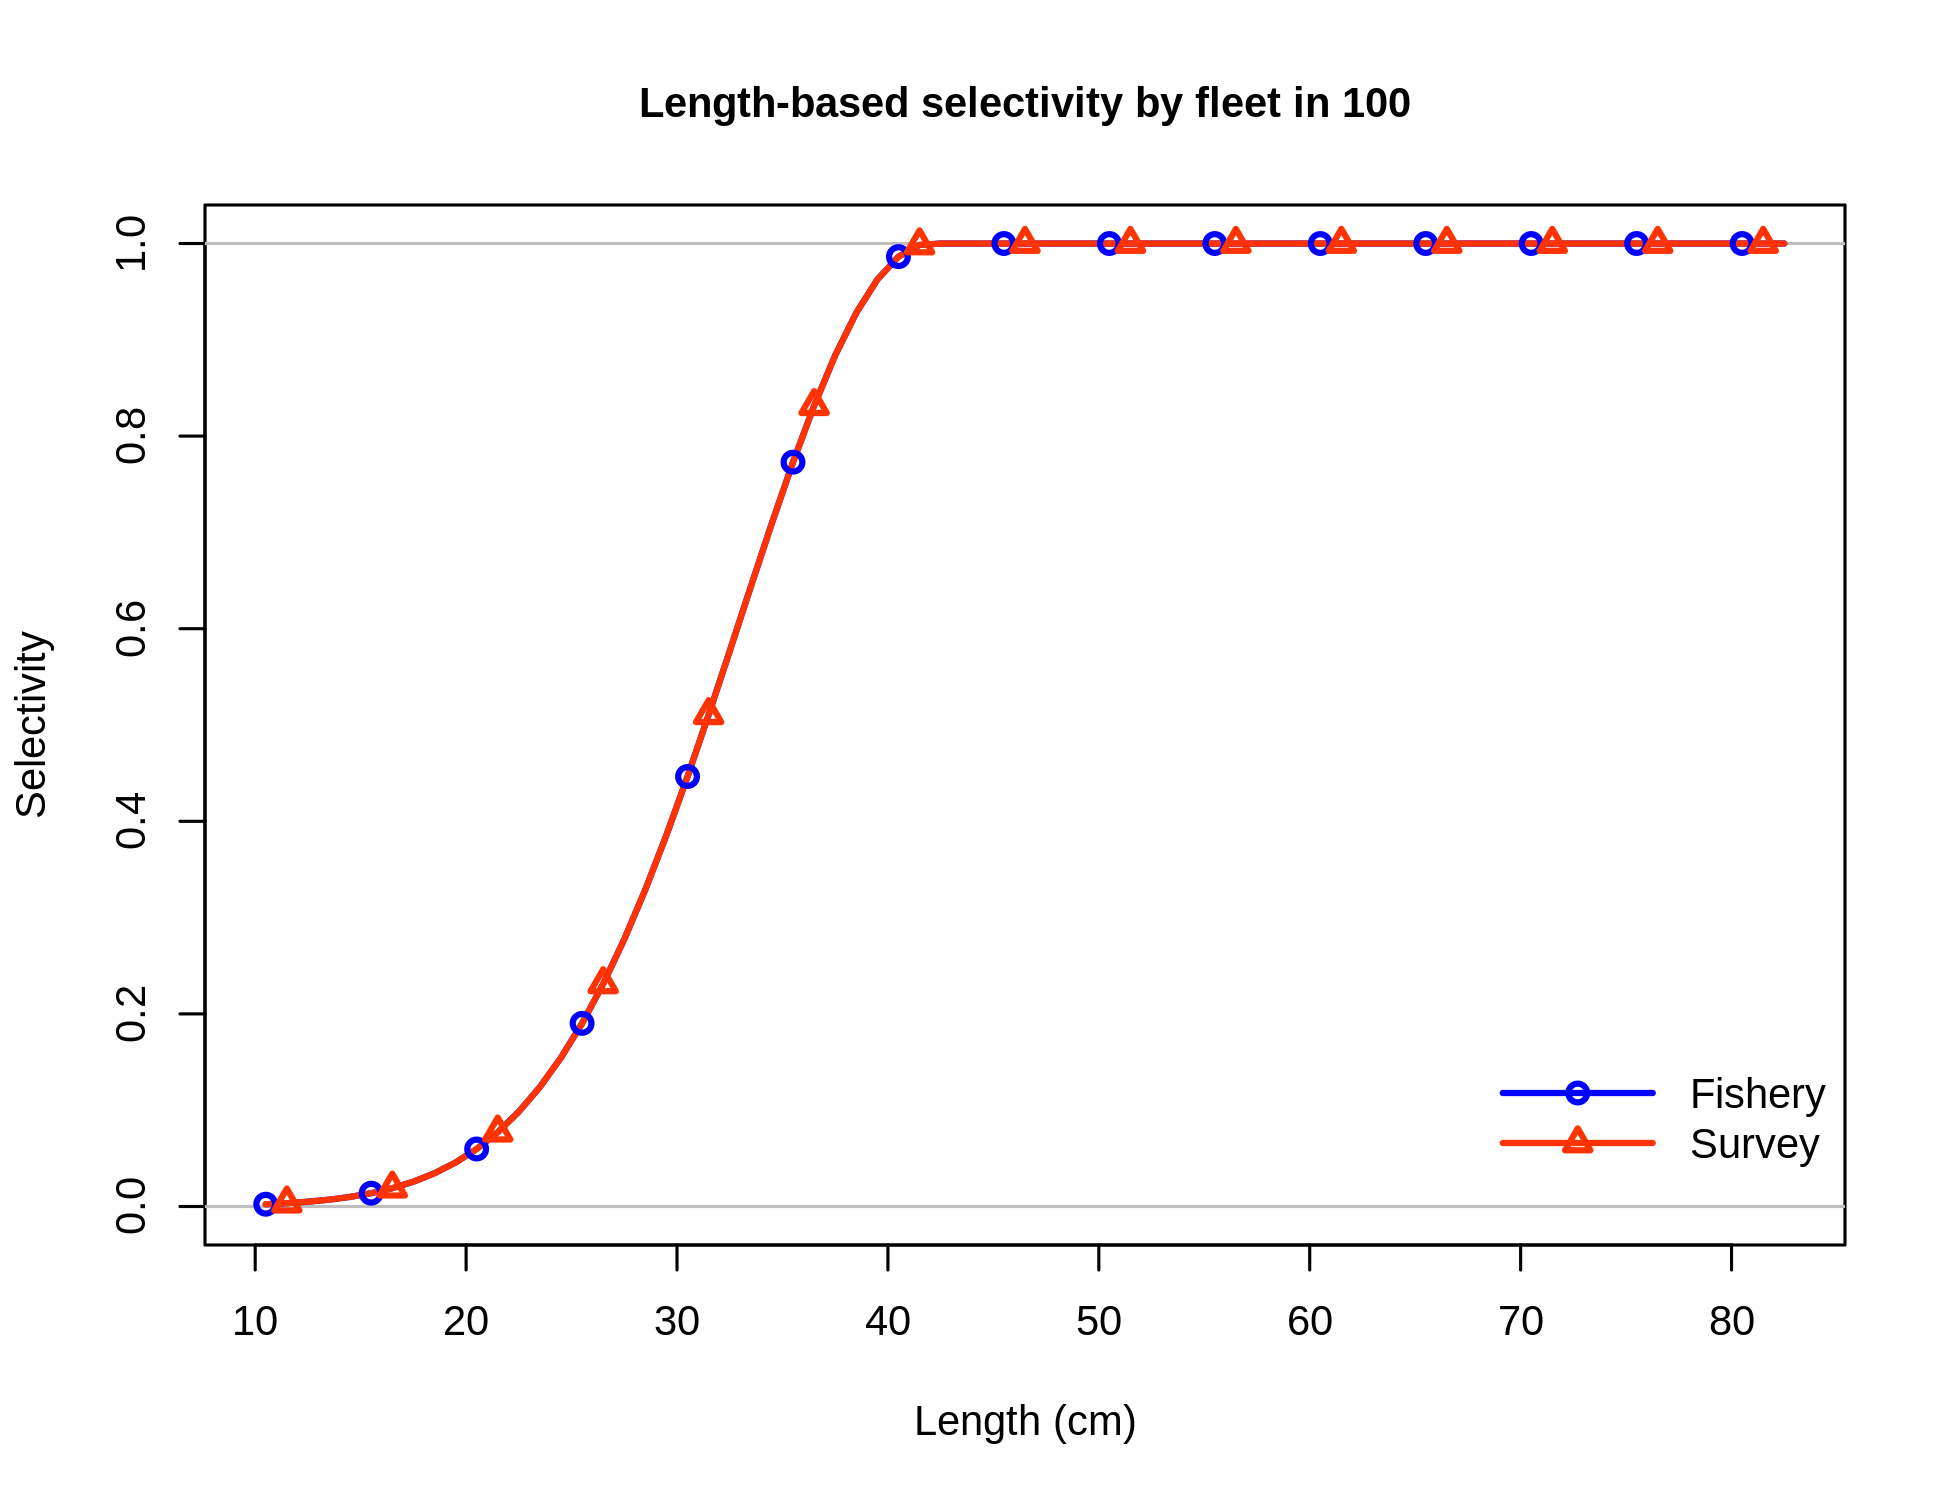 Length-based selectivity by fleet in 100
Selectivity
1.0
0.8
0.6
0.4
0.2
0.0
Fishery
Survey
10 20 30 40 50 60 70 80
Length (cm)